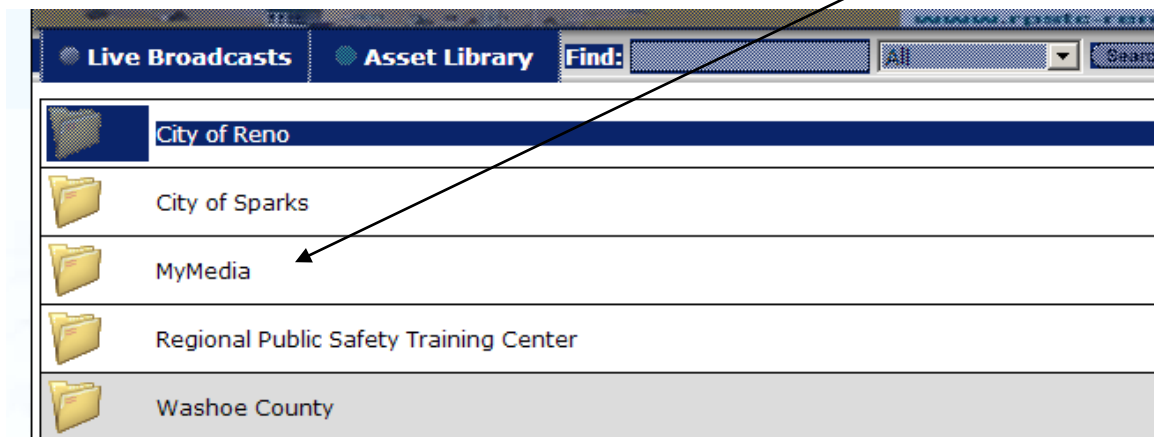 Live Broadcasts Asset Library Find: All
City of Reno
City of Sparks
MyMedia
Regional Public Safety Training Center
Washoe County